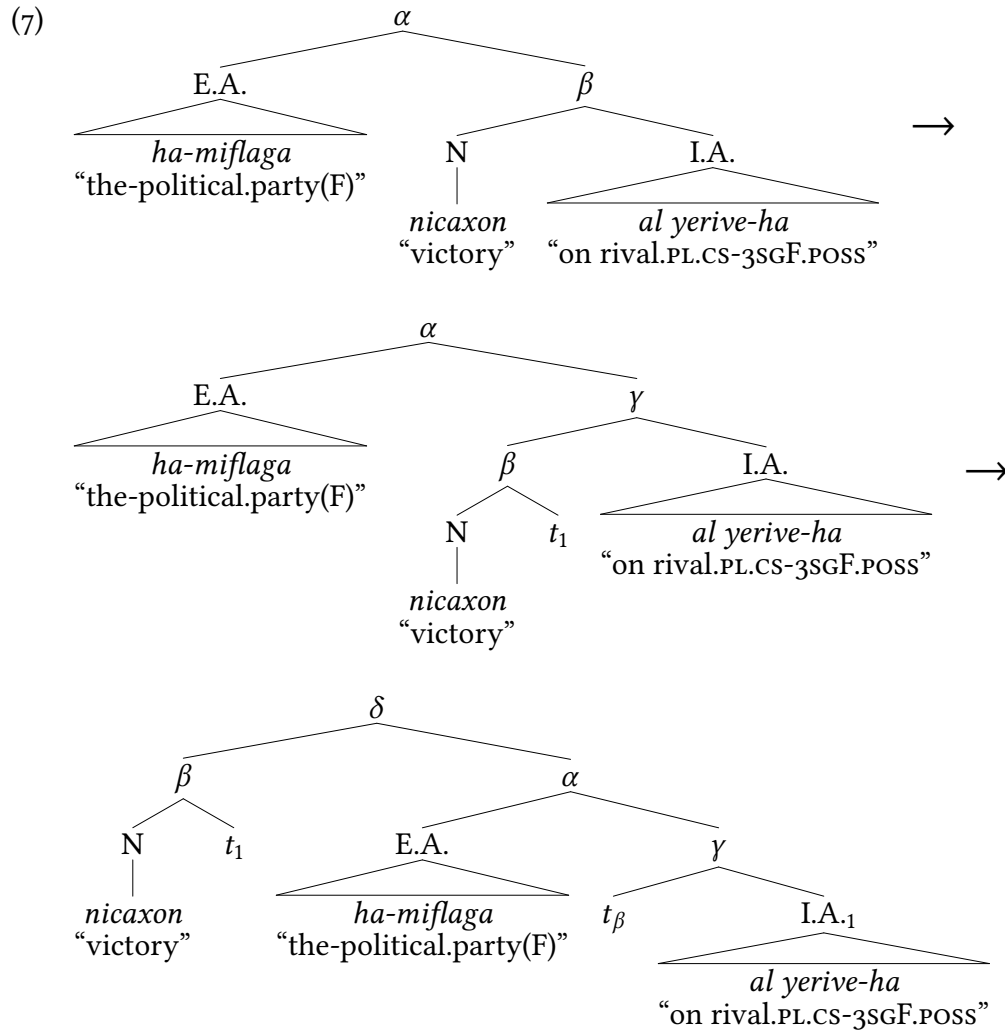 (7)
α
E.A. β
ha-miflaga N I.A. →
"the-political.party(F)"
nicaxon al yerive-ha
"victory" "on rival.PL.CS-3SGF.POSS"
α
E.A. γ
ha-miflaga β I.A. →
"the-political.party(F)"
N t₁ al yerive-ha
"on rival.PL.CS-3SGF.POSS"
nicaxon
"victory"
δ
β α
N t₁ E.A. γ
nicaxon ha-miflaga tβ I.A.₁
"victory" "the-political.party(F)"
al yerive-ha
"on rival.PL.CS-3SGF.POSS"